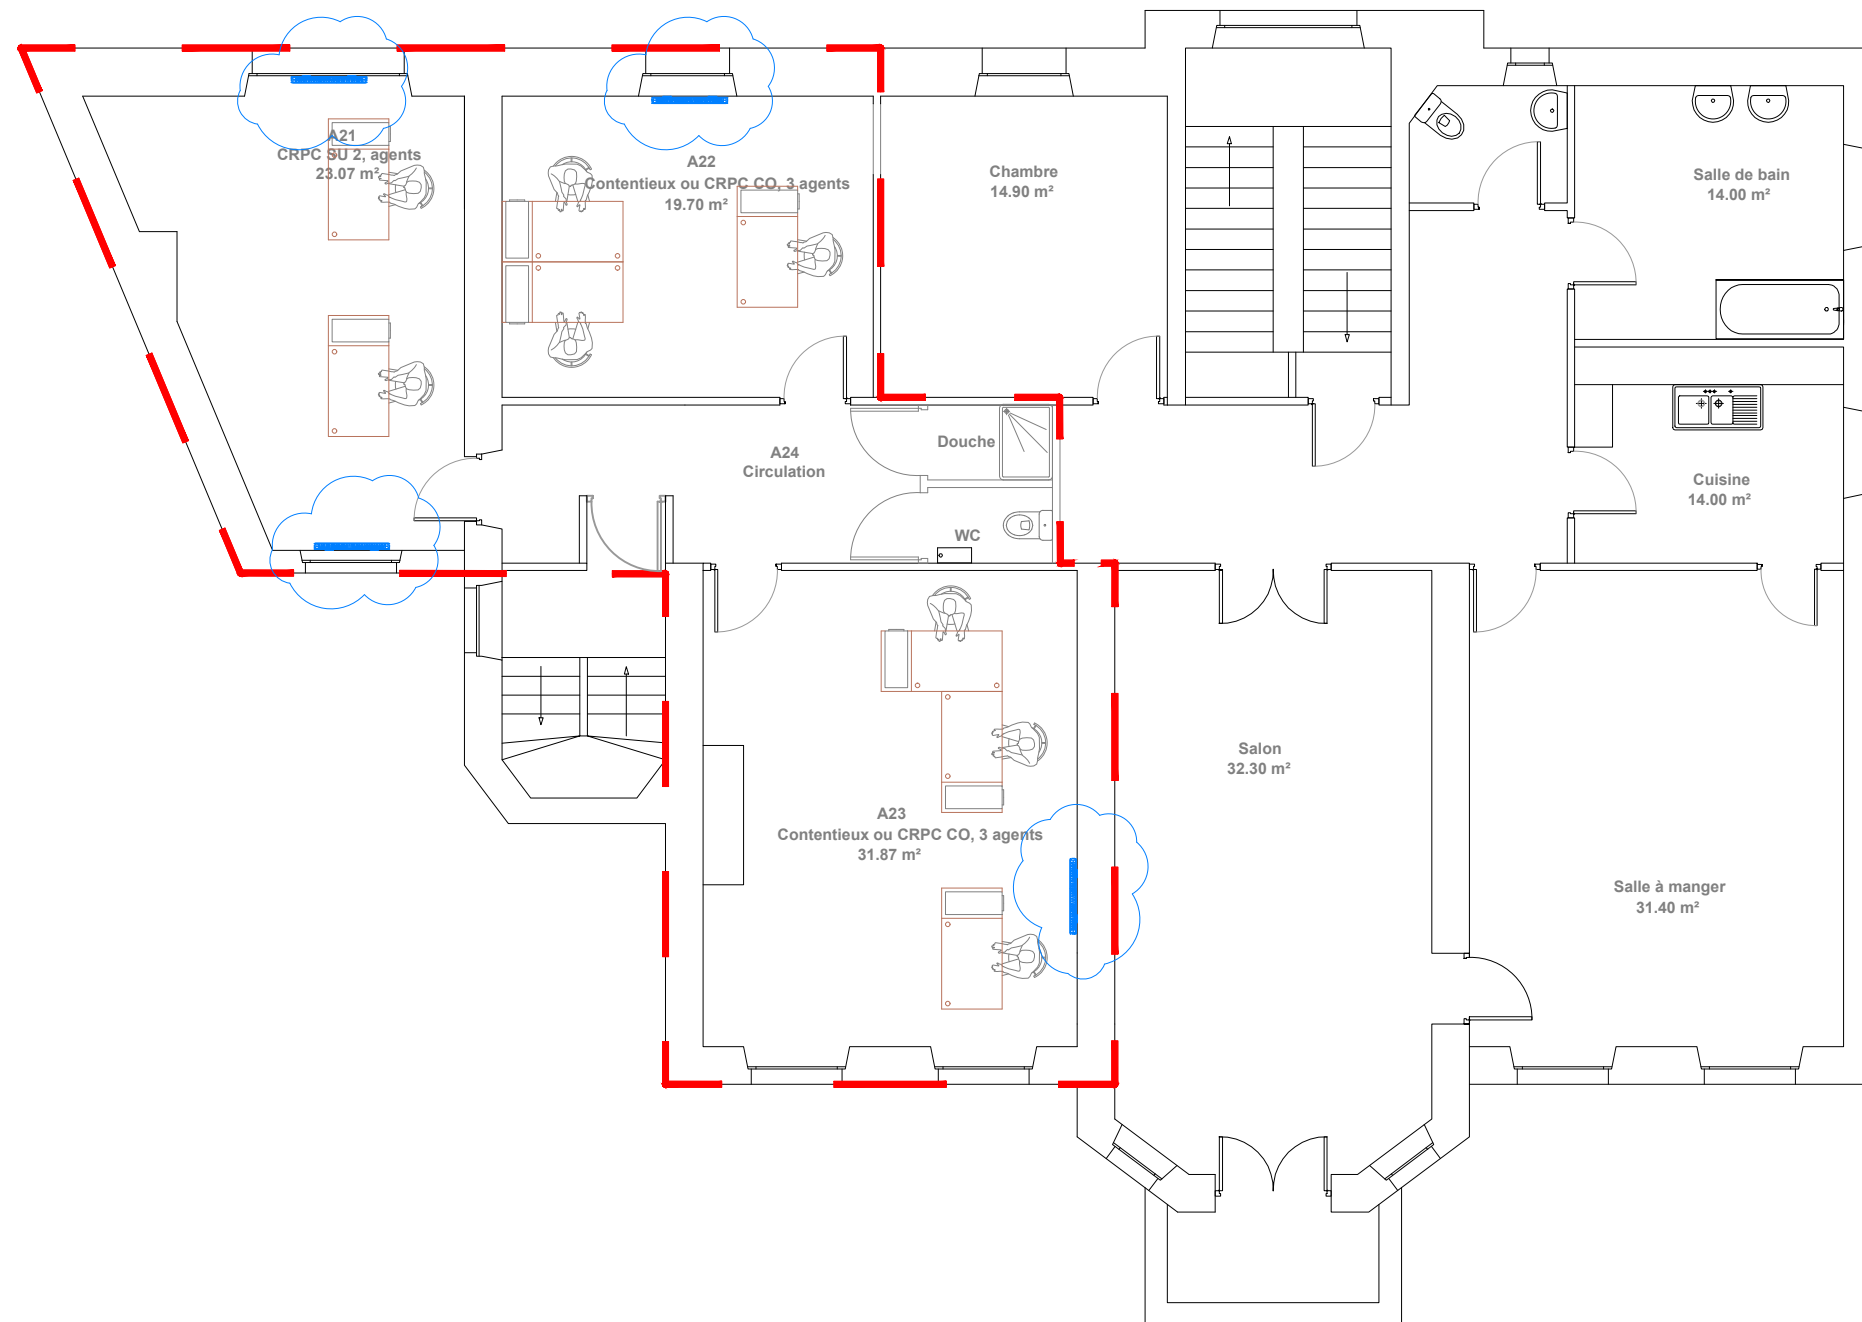 A21
CRPC SU 2, agents
23.07 m²
A22
Contentieux ou CRPC CO, 3 agents
19.70 m²
Chambre
14.90 m²
Salle de bain
14.00 m²
A24
Circulation
Douche
WC
Cuisine
14.00 m²
A23
Contentieux ou CRPC CO, 3 agents
31.87 m²
Salon
32.30 m²
Salle à manger
31.40 m²